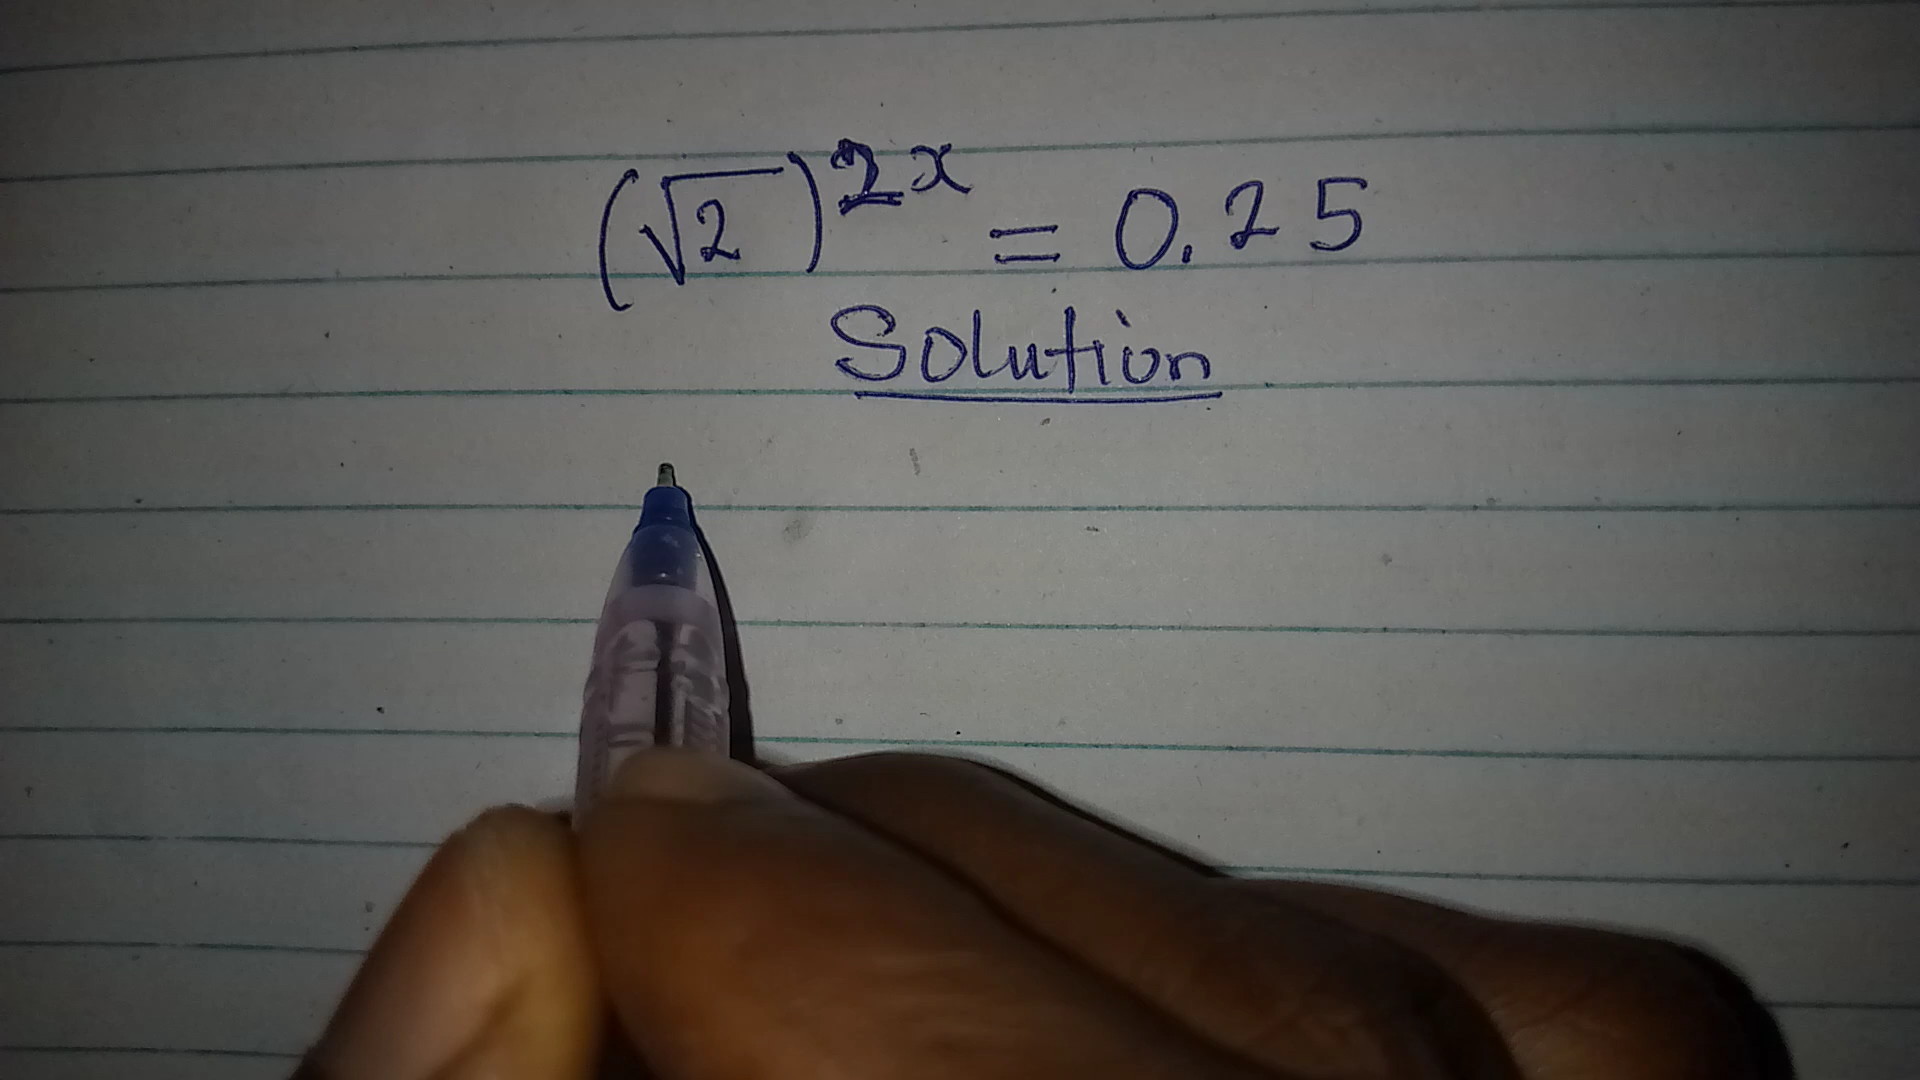 (√2)^2x = 0.25
Solution